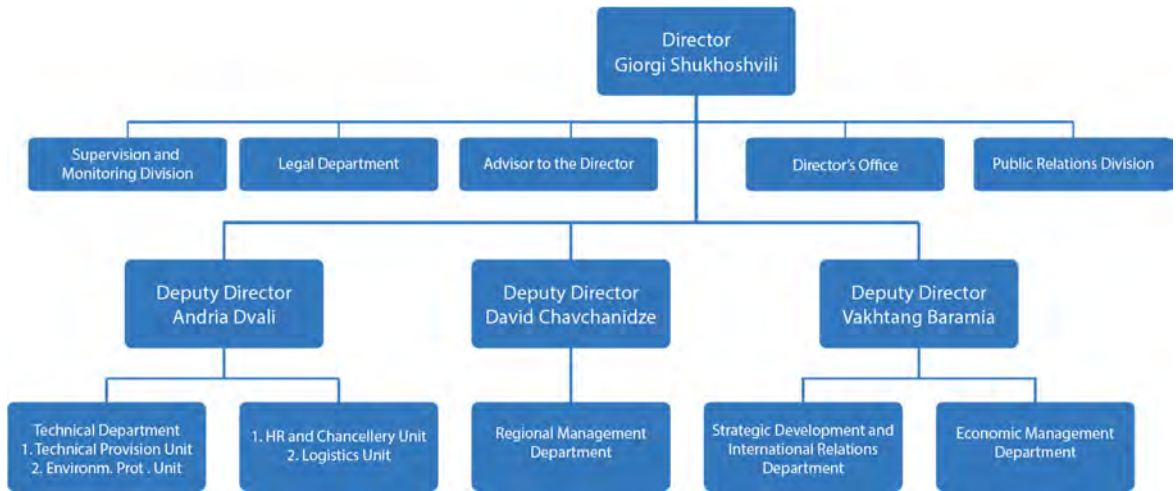 Director
Giorgi Shukhoshvili
Supervision and
Monitoring Division
Legal Department
Advisor to the Director
Director's Office
Public Relations Division
Deputy Director
Andria Dvali
Deputy Director
David Chavchanidze
Deputy Director
Vakhtang Baramia
Technical Department
1. Technical Provision Unit
2. Environm. Prot . Unit
1. HR and Chancellery Unit
2. Logistics Unit
Regional Management
Department
Strategic Development and
International Relations
Department
Economic Management
Department